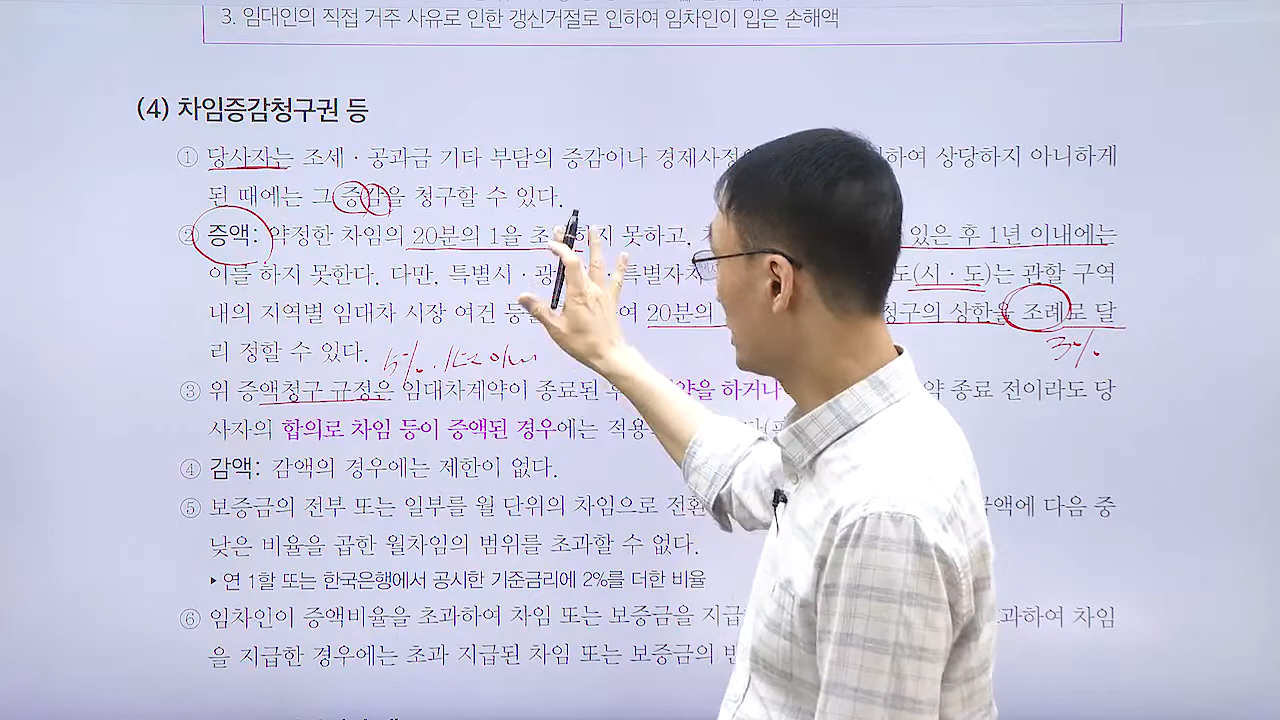 3. 임대인의 직접 거주 사유로 인한 갱신거절로 인하여 임차인이 입은 손해액
(4) 차임증감청구권 등
① 당사자는 조세·공과금 기타 부담의 증감이나 경제사정의 하여 상당하지 아니하게
된 때에는 그 증감을 청구할 수 있다.
② 증액: 약정한 차임의 20분의 1을 초과하지 못하고, 있은 후 1년 이내에는
이를 하지 못한다. 다만, 특별시·광 특별자치 도(시·도)는 관할 구역
내의 지역별 임대차 시장 여건 등을 여 20분의 청구의 상한을 조례로 달
리 정할 수 있다. 5%, 1년 이내 3%
③ 위 증액청구 규정은 임대차계약이 종료된 후 약을 하거나 약 종료 전이라도 당
사자의 합의로 차임 등이 증액된 경우에는 적용
④ 감액: 감액의 경우에는 제한이 없다.
⑤ 보증금의 전부 또는 일부를 월 단위의 차임으로 전환 금액에 다음 중
낮은 비율을 곱한 월차임의 범위를 초과할 수 없다.
▸연 1할 또는 한국은행에서 공시한 기준금리에 2%를 더한 비율
⑥ 임차인이 증액비율을 초과하여 차임 또는 보증금을 지급 초과하여 차임
을 지급한 경우에는 초과 지급된 차임 또는 보증금의 반